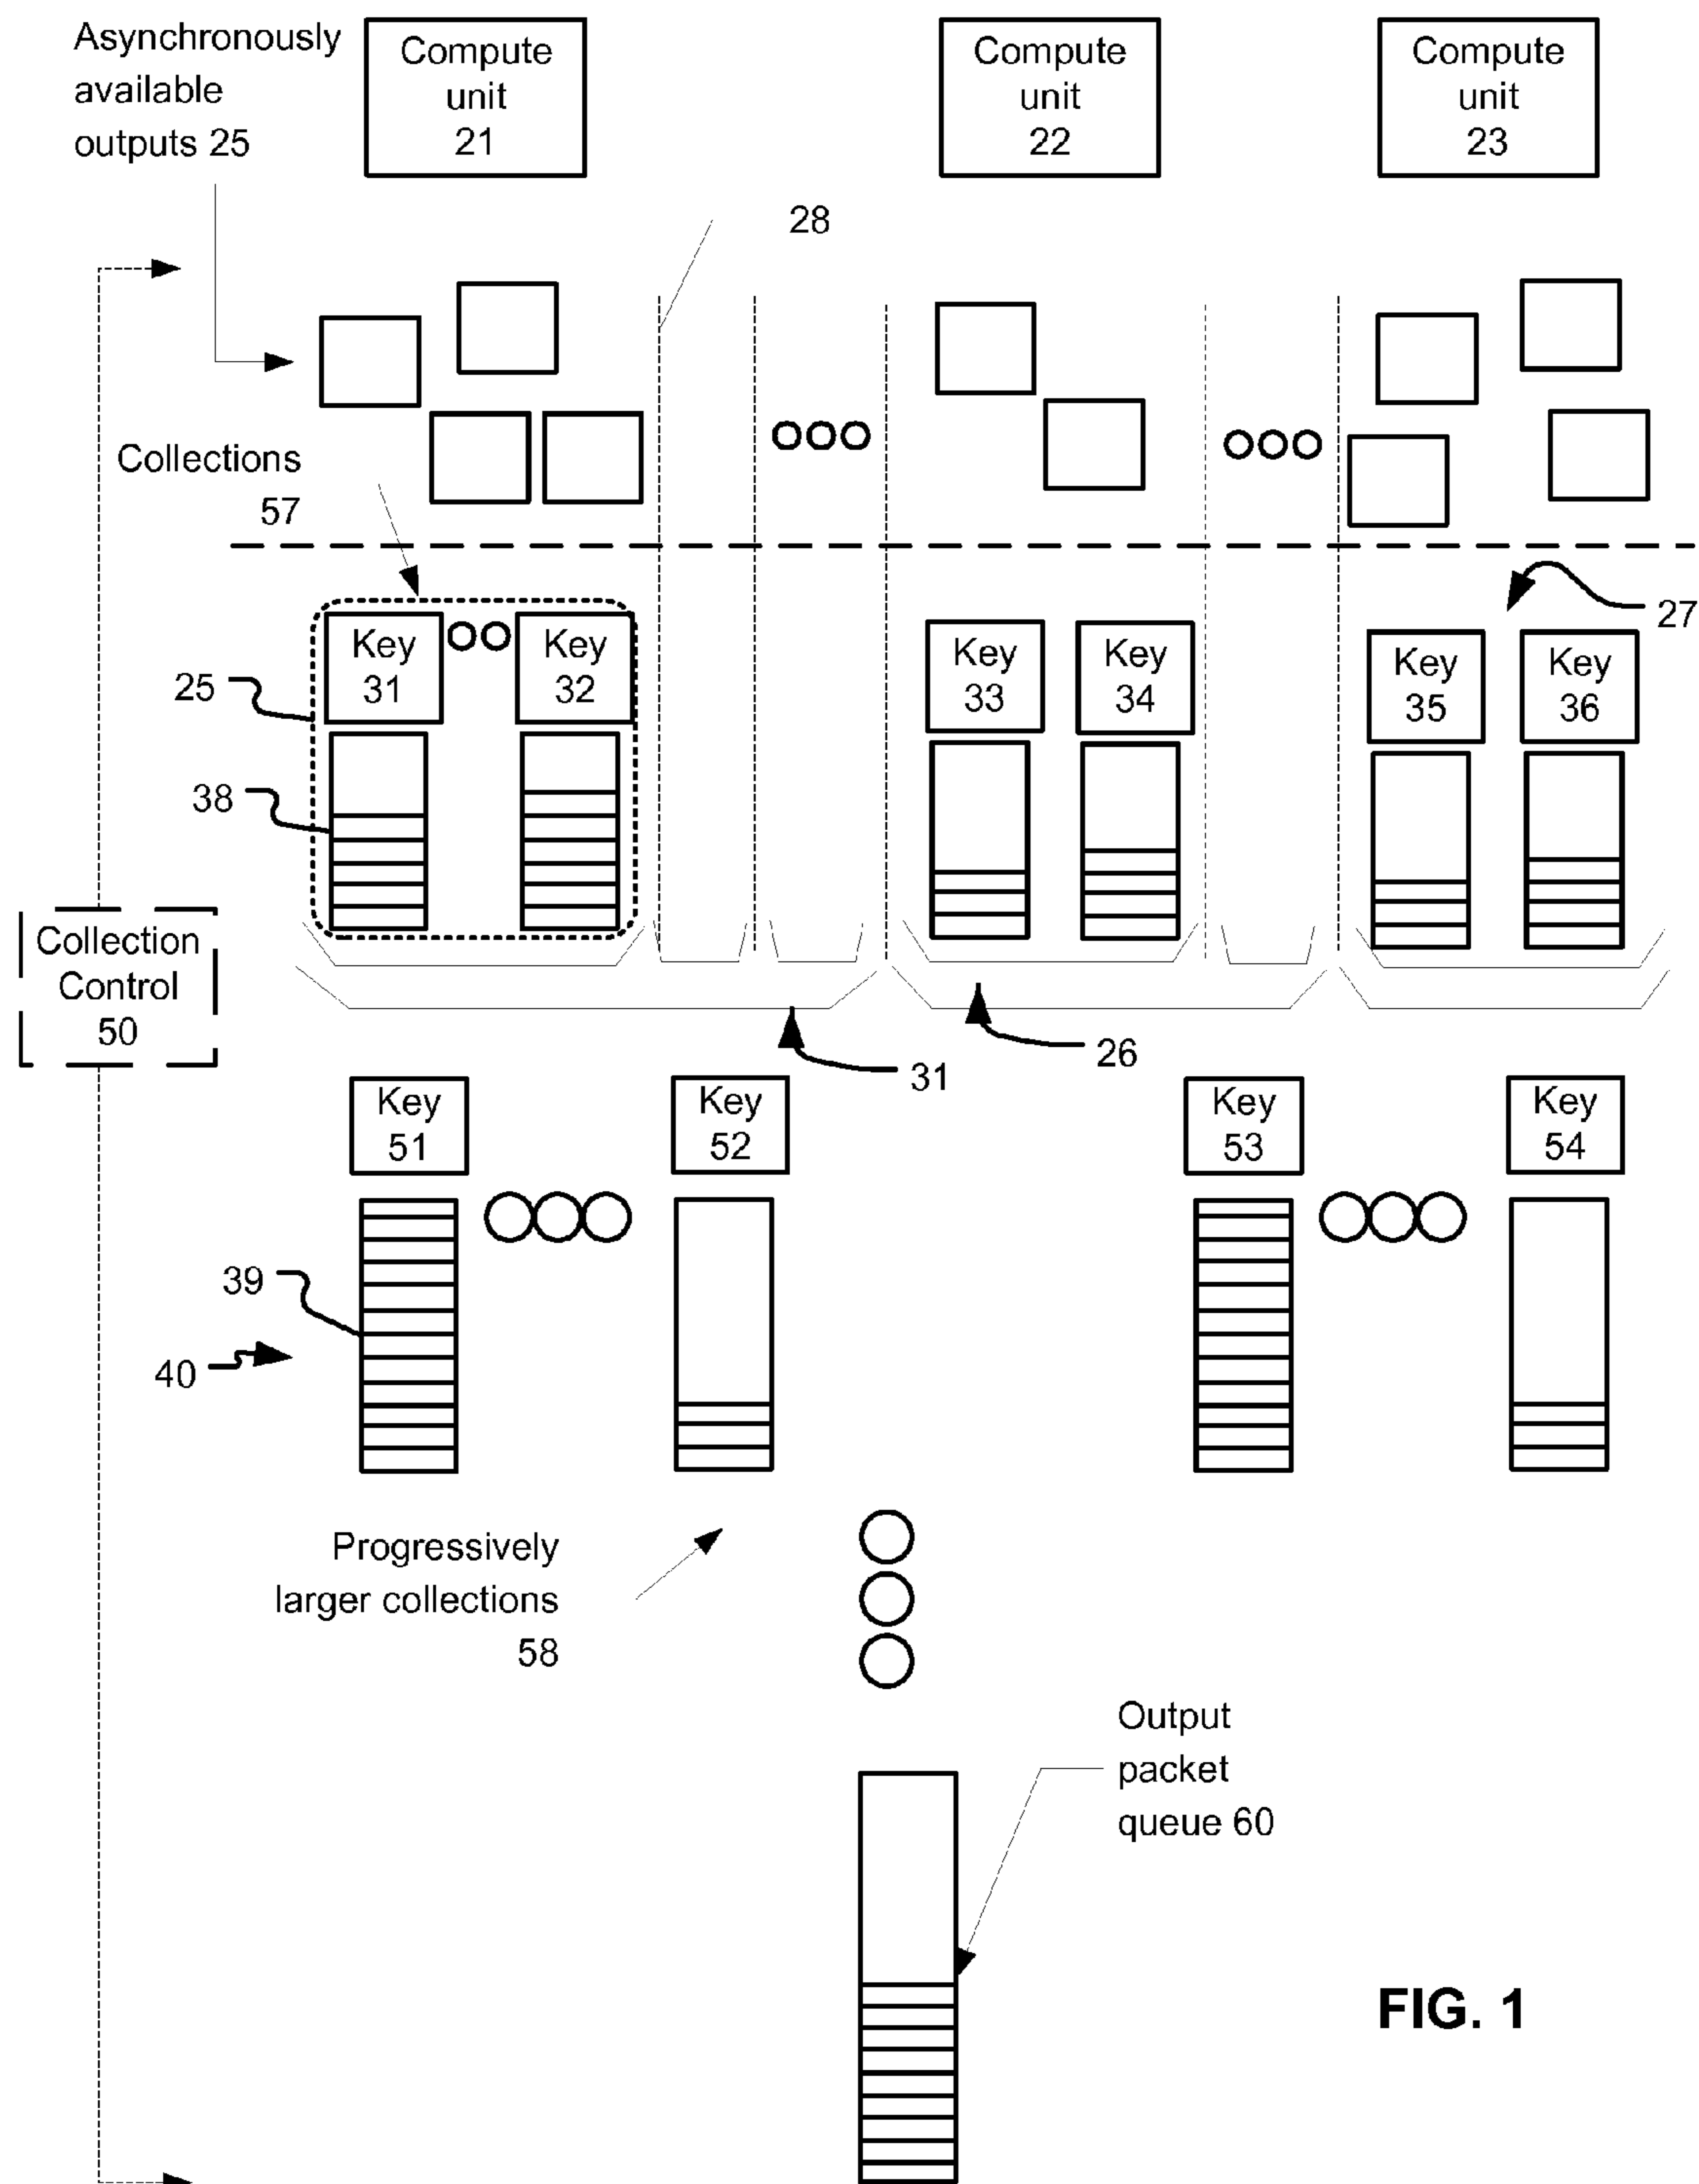 Asynchronously
available
outputs 25
Compute
unit
21
Compute
unit
22
Compute
unit
23
28
Collections
57
27
Key
31
Key
32
Key
33
Key
34
Key
35
Key
36
25
38
Collection
Control
50
26
31
Key
51
Key
52
Key
53
Key
54
39
40
Progressively
larger collections
58
Output
packet
queue 60
FIG. 1